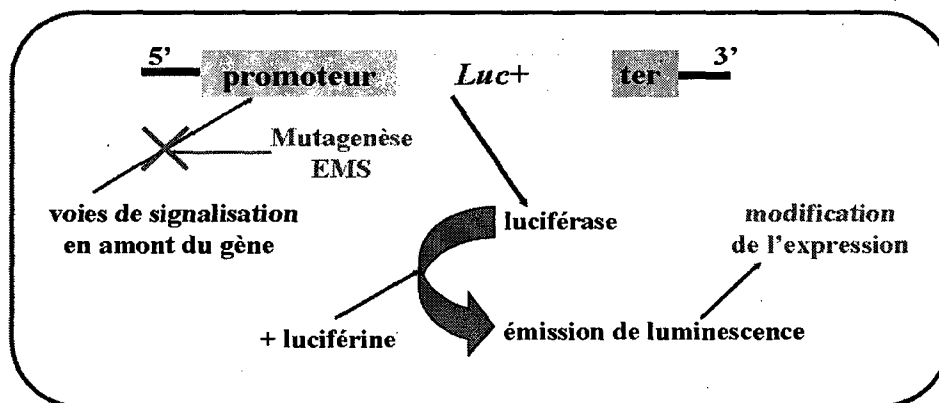 5'
promoteur
Luc+
ter
3'
Mutagenèse
EMS
voies de signalisation
en amont du gène
luciférase
modification
de l'expression
+ luciférine
émission de luminescence